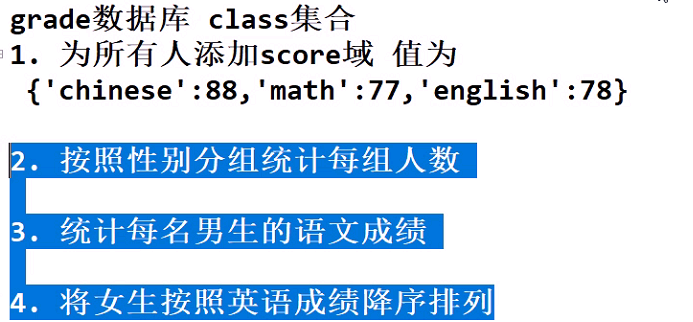 grade数据库 class集合
1. 为所有人添加score域 值为
{'chinese':88,'math':77,'english':78}
2. 按照性别分组统计每组人数
3. 统计每名男生的语文成绩
4. 将女生按照英语成绩降序排列